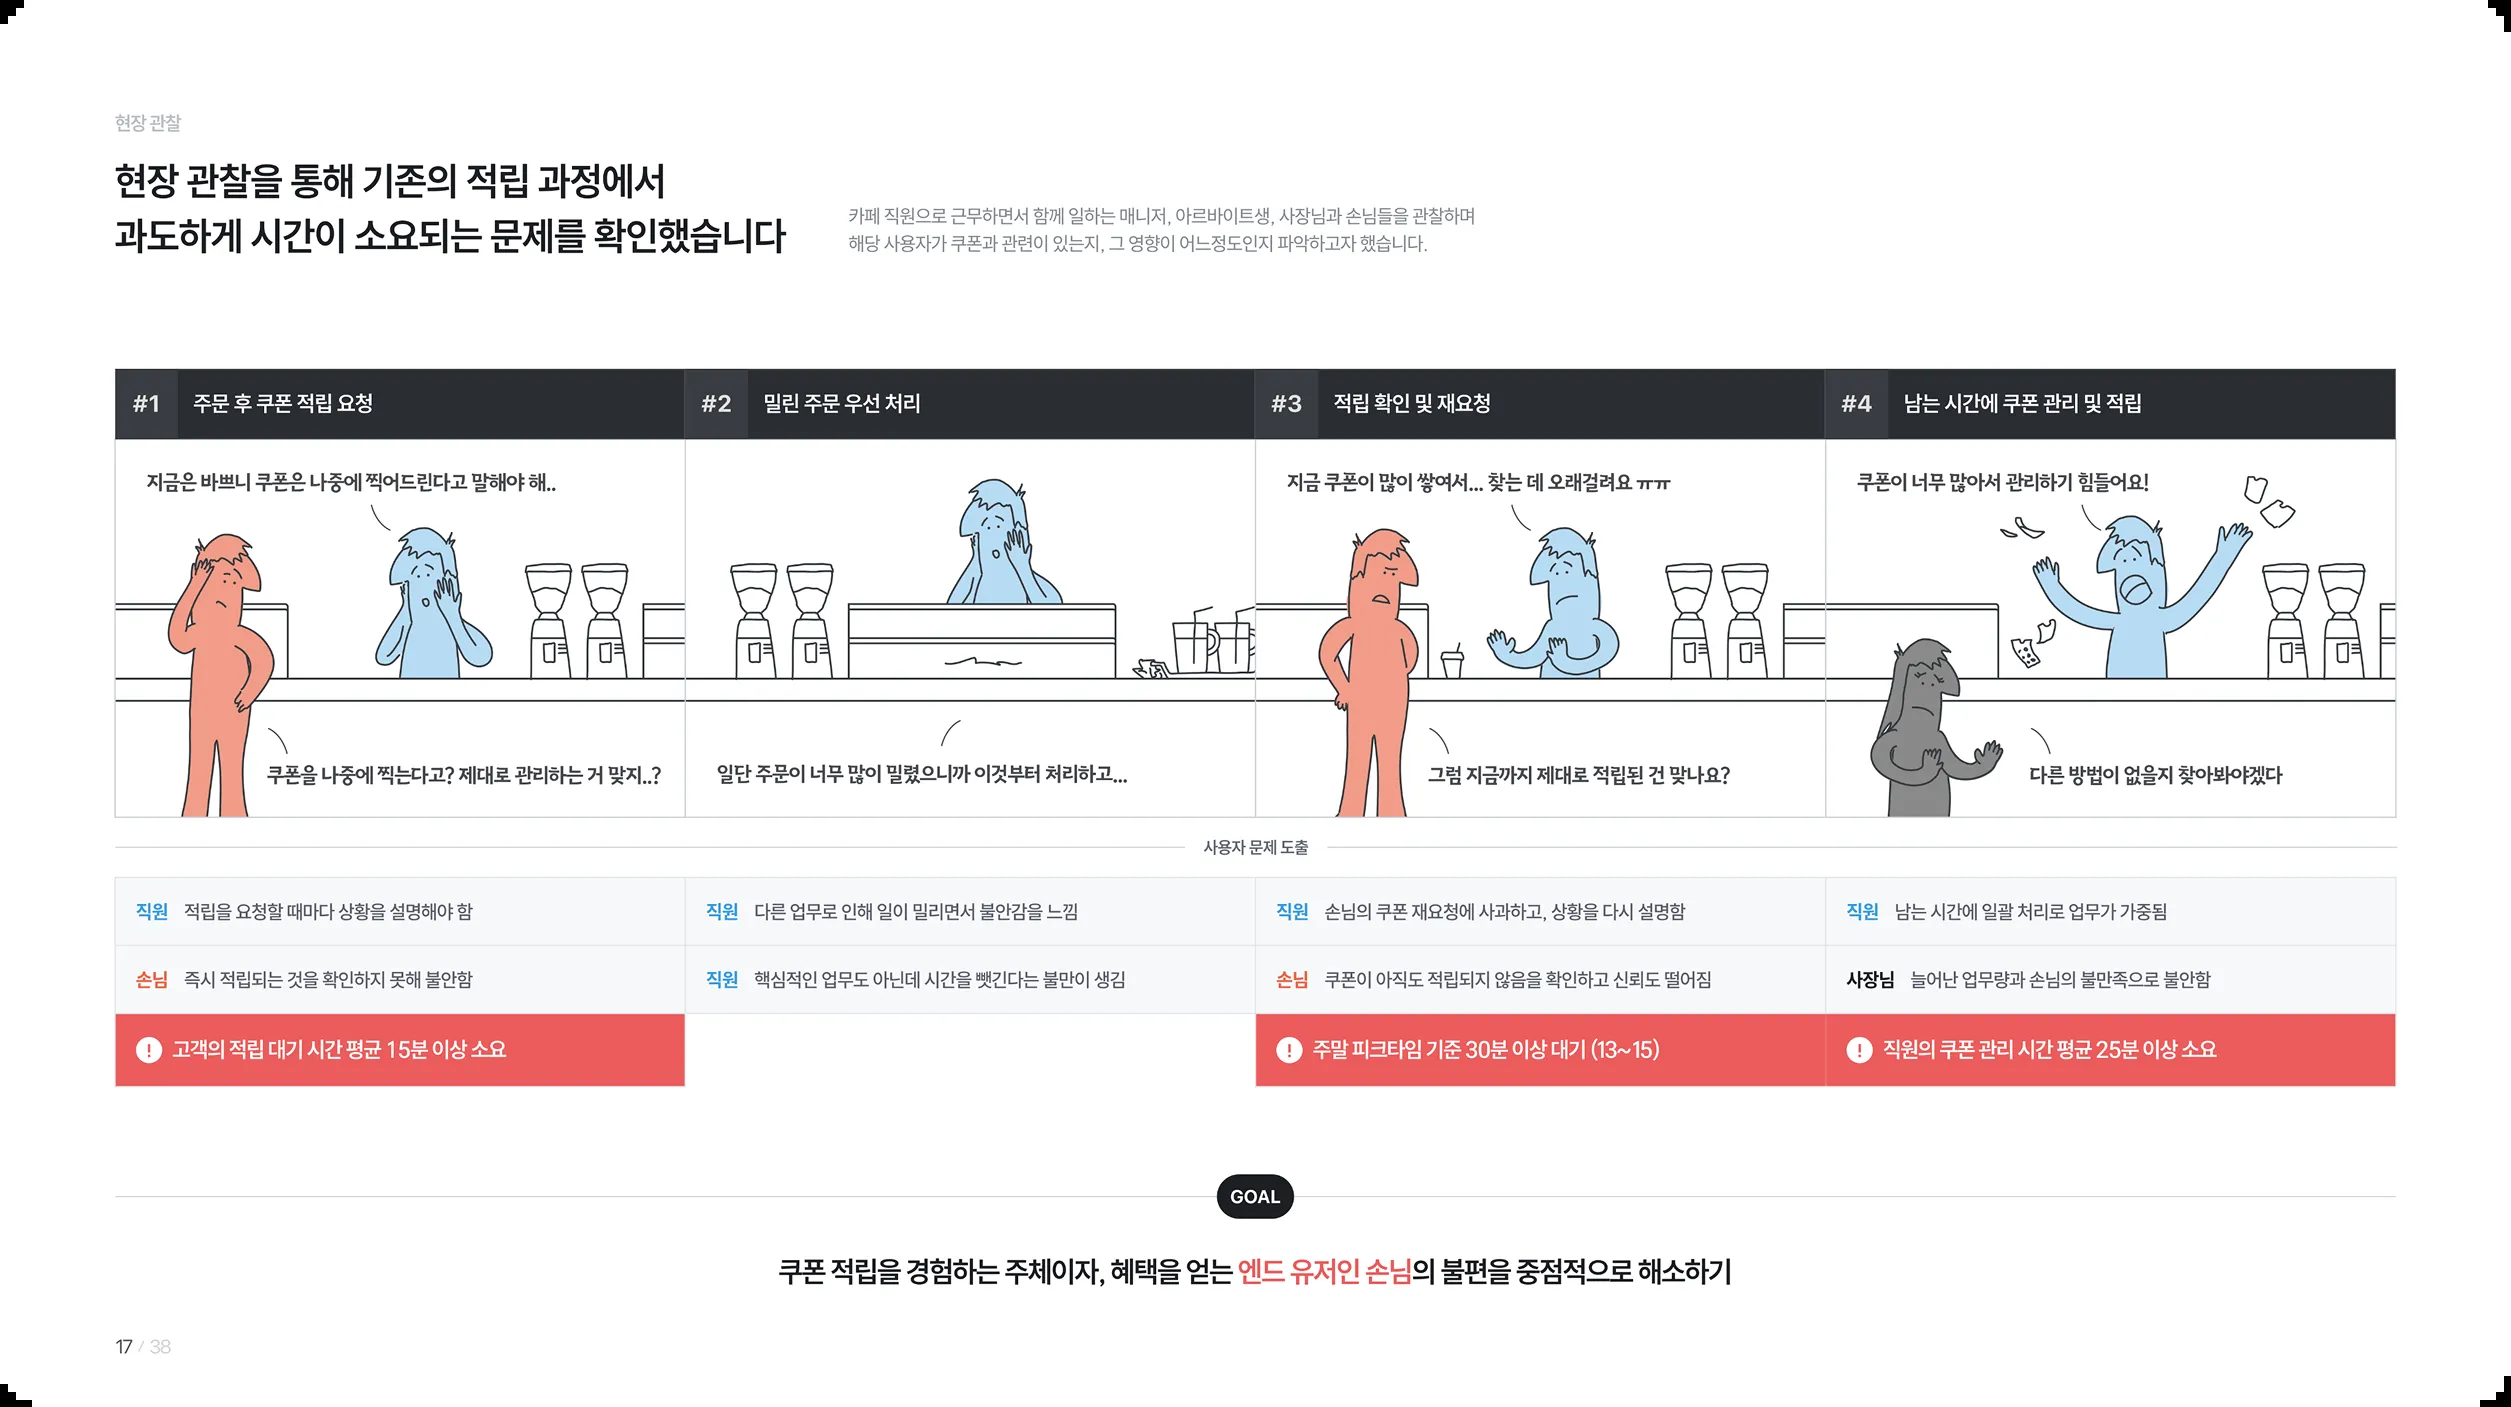 현장 관찰
현장 관찰을 통해 기존의 적립 과정에서
과도하게 시간이 소요되는 문제를 확인했습니다
카페 직원으로 근무하면서 함께 일하는 매니저, 아르바이트생, 사장님과 손님들을 관찰하며
해당 사용자가 쿠폰과 관련이 있는지, 그 영향이 어느정도인지 파악하고자 했습니다.
#1 주문 후 쿠폰 적립 요청
지금은 바쁘니 쿠폰은 나중에 찍어드린다고 말해야 해..
쿠폰을 나중에 찍는다고? 제대로 관리하는 거 맞지..?
#2 밀린 주문 우선 처리
일단 주문이 너무 많이 밀렸으니까 이것부터 처리하고...
#3 적립 확인 및 재요청
지금 쿠폰이 많이 쌓여서... 찾는 데 오래걸려요 ㅠㅠ
그럼 지금까지 제대로 적립된 건 맞나요?
#4 남는 시간에 쿠폰 관리 및 적립
쿠폰이 너무 많아서 관리하기 힘들어요!
다른 방법이 없을지 찾아봐야겠다
사용자 문제 도출
직원 적립을 요청할 때마다 상황을 설명해야 함
손님 즉시 적립되는 것을 확인하지 못해 불안함
! 고객의 적립 대기 시간 평균 15분 이상 소요
직원 다른 업무로 인해 일이 밀리면서 불안감을 느낌
직원 핵심적인 업무도 아닌데 시간을 뺏긴다는 불만이 생김
직원 손님의 쿠폰 재요청에 사과하고, 상황을 다시 설명함
손님 쿠폰이 아직도 적립되지 않음을 확인하고 신뢰도 떨어짐
! 주말 피크타임 기준 30분 이상 대기 (13~15)
직원 남는 시간에 일괄 처리로 업무가 가중됨
사장님 늘어난 업무량과 손님의 불만족으로 불안함
! 직원의 쿠폰 관리 시간 평균 25분 이상 소요
GOAL
쿠폰 적립을 경험하는 주체이자, 혜택을 얻는 엔드 유저인 손님의 불편을 중점적으로 해소하기
17 / 38